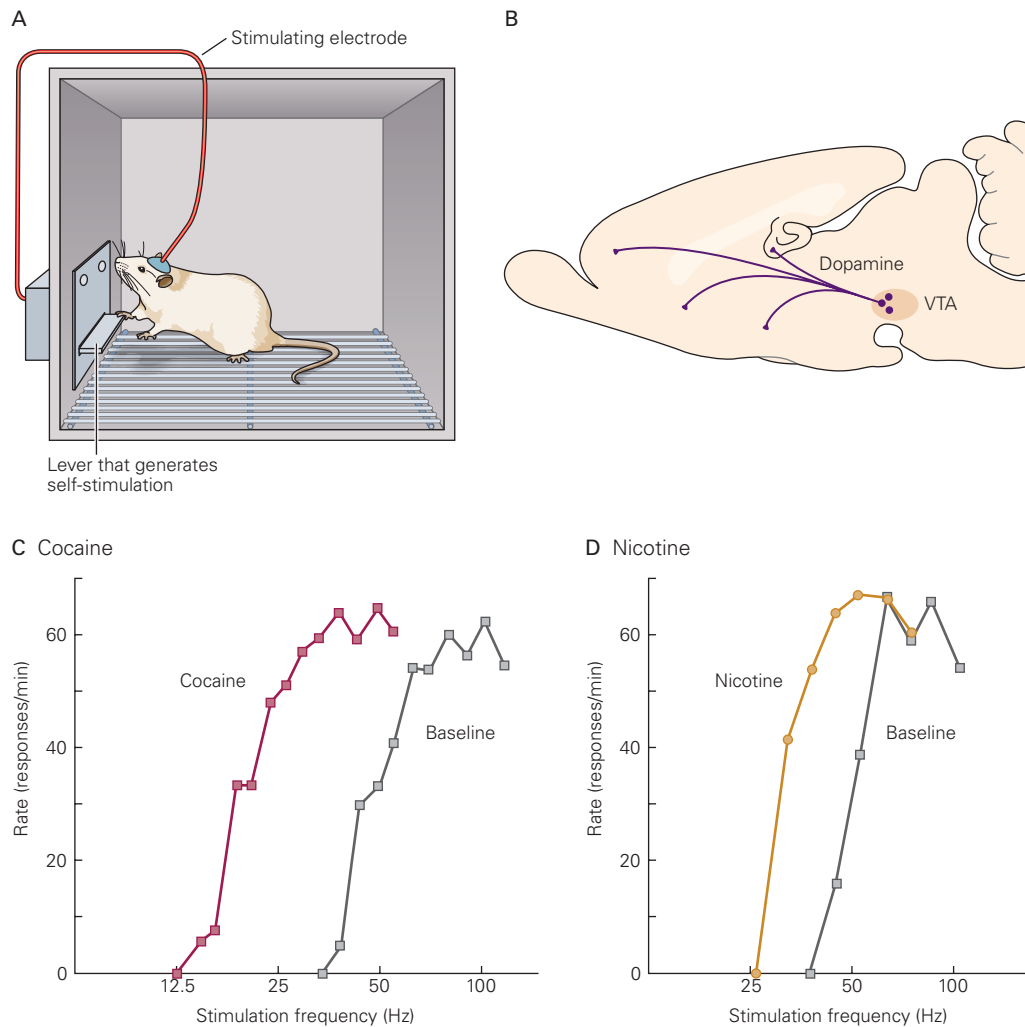 A
Stimulating electrode
Lever that generates
self-stimulation
B
Dopamine
VTA
C Cocaine
Rate (responses/min)
60
40
20
0
Cocaine
Baseline
12.5
25
50
100
Stimulation frequency (Hz)
D Nicotine
Rate (responses/min)
60
40
20
0
Nicotine
Baseline
25
50
100
Stimulation frequency (Hz)